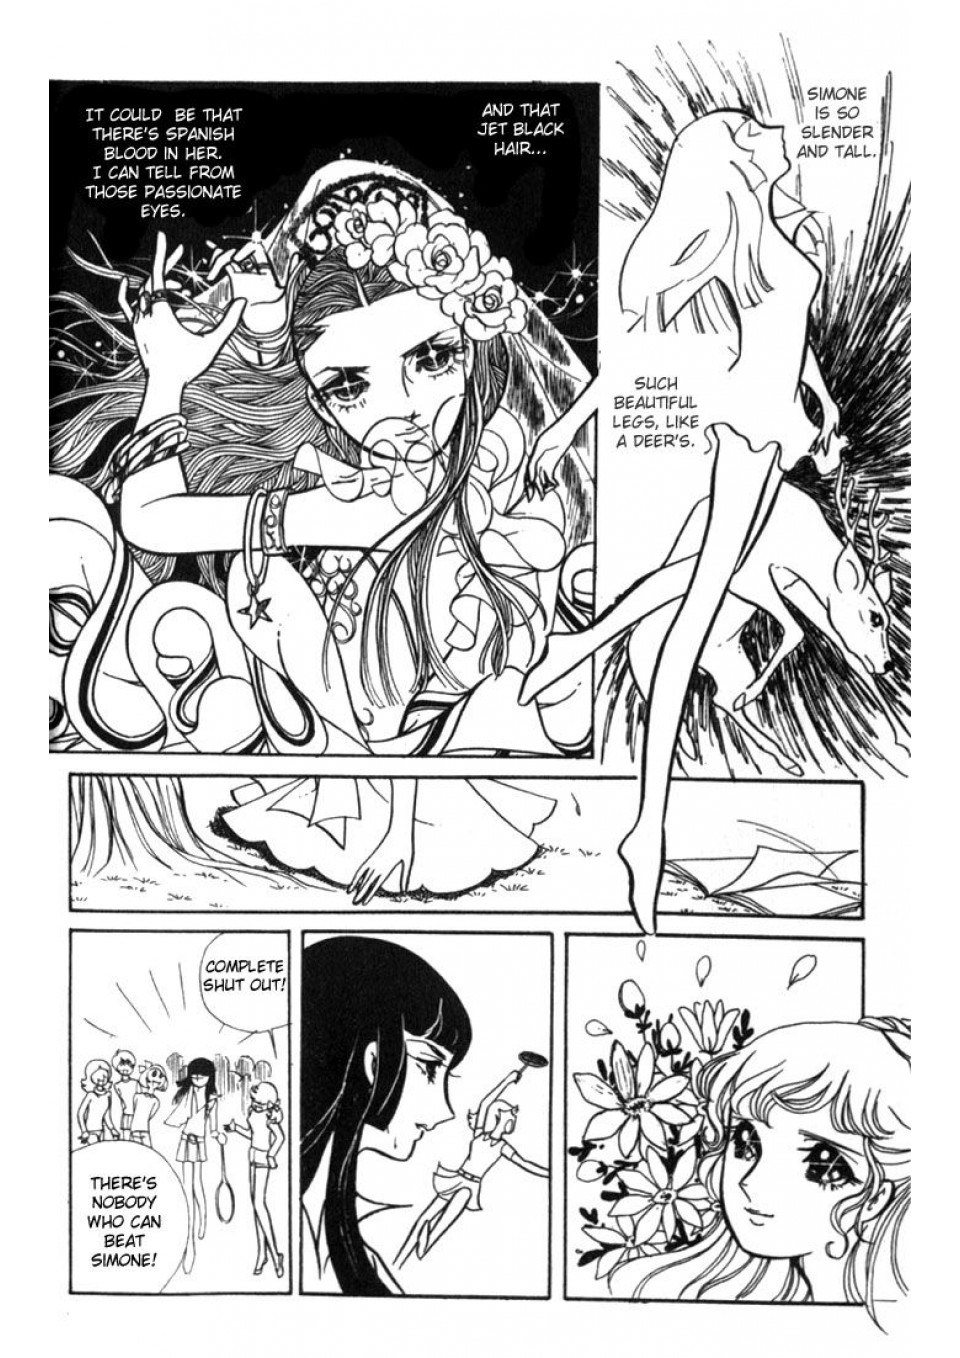 SIMONE
IS SO
SLENDER
AND TALL.
SUCH
BEAUTIFUL
LEGS, LIKE
A DEER'S.
AND THAT
JET BLACK
HAIR...
IT COULD BE THAT
THERE'S SPANISH
BLOOD IN HER.
I CAN TELL FROM
THOSE PASSIONATE
EYES.
COMPLETE
SHUT OUT!
THERE'S
NOBODY
WHO CAN
BEAT
SIMONE!